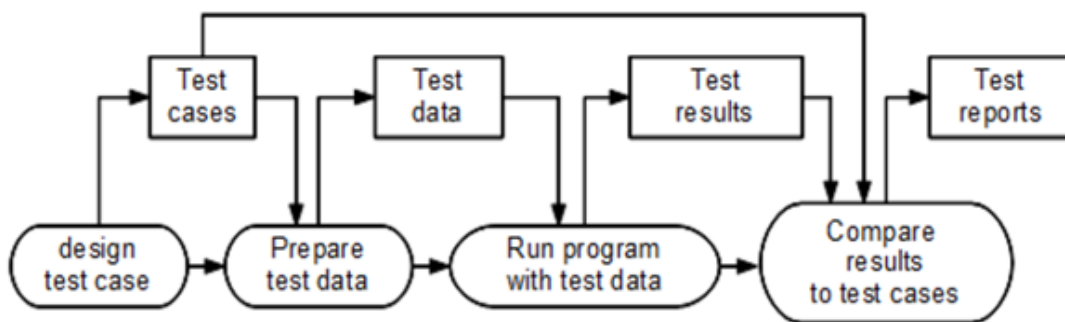 Test
cases
Test
data
Test
results
Test
reports
design
test case
Prepare
test data
Run program
with test data
Compare
results
to test cases